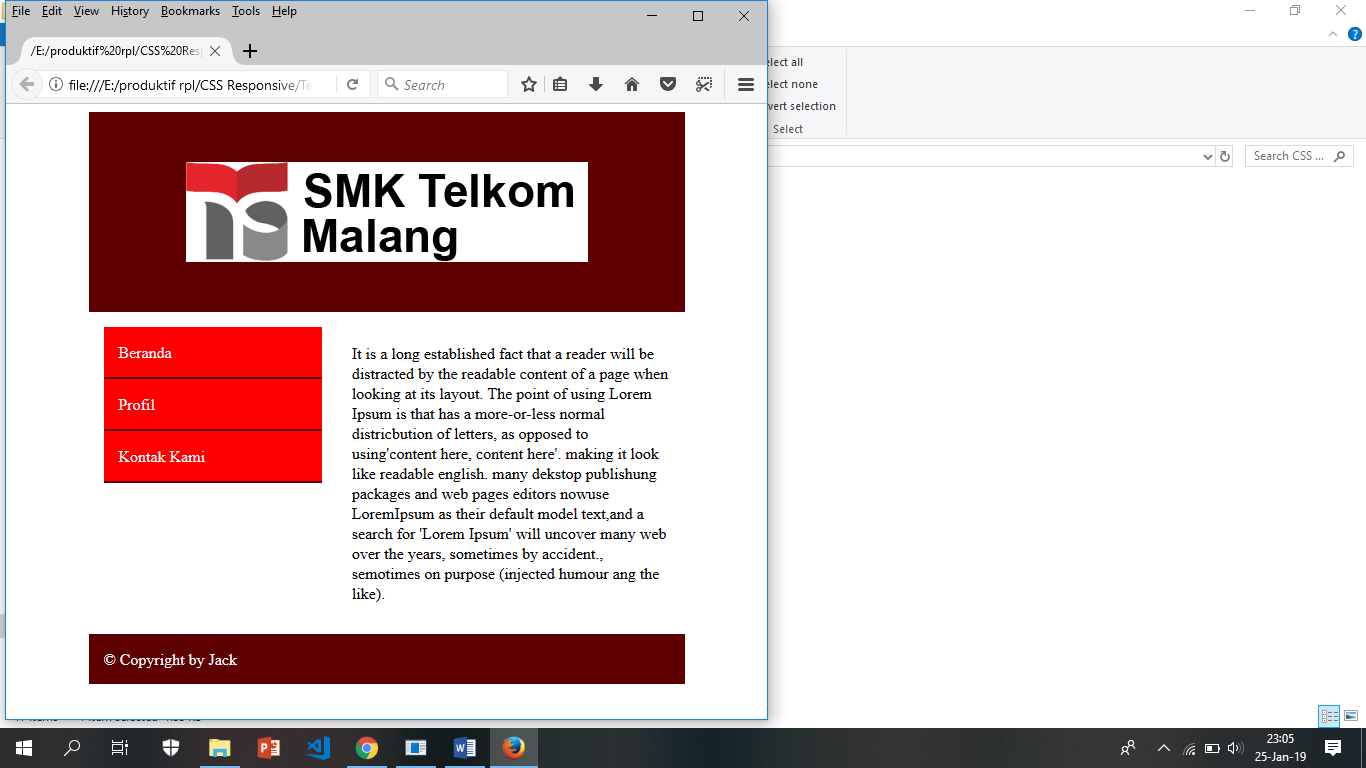 File Edit View History Bookmarks Tools Help
/E:/produktif%20rpl/CSS%20Res
file:///E:/produktif rpl/CSS Responsive/Te
Search
elect all
elect none
vert selection
Select
Search CSS ...
SMK Telkom
Malang
Beranda
Profil
Kontak Kami
It is a long established fact that a reader will be
distracted by the readable content of a page when
looking at its layout. The point of using Lorem
Ipsum is that has a more-or-less normal
districbution of letters, as opposed to
using'content here, content here'. making it look
like readable english. many dekstop publishung
packages and web pages editors nowuse
LoremIpsum as their default model text,and a
search for 'Lorem Ipsum' will uncover many web
over the years, sometimes by accident.,
semotimes on purpose (injected humour ang the
like).
© Copyright by Jack
23:05
25-Jan-19